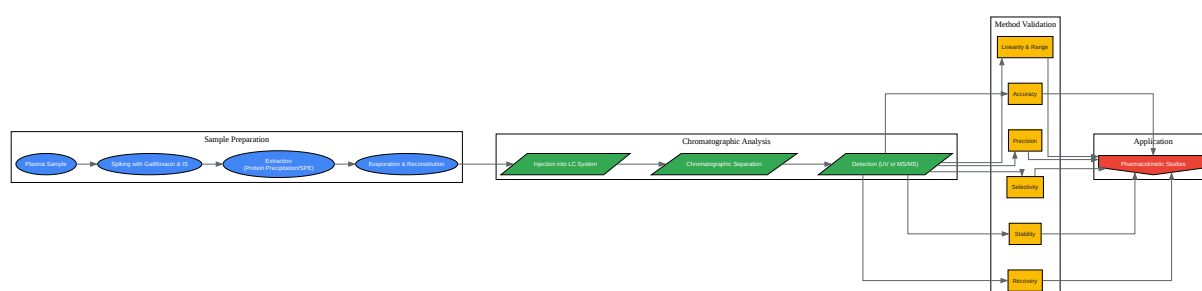 Sample Preparation
Plasma Sample
Spiking with Gatifloxacin & IS
Extraction
(Protein Precipitation/SPE)
Evaporation & Reconstitution
Chromatographic Analysis
Injection into LC System
Chromatographic Separation
Detection (UV or MS/MS)
Method Validation
Linearity & Range
Accuracy
Precision
Selectivity
Stability
Recovery
Application
Pharmacokinetic Studies